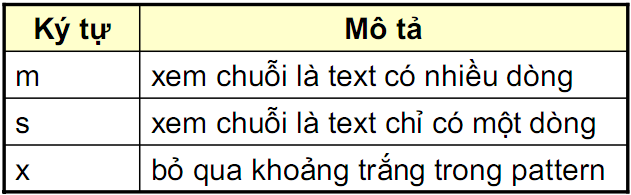 Ký tự Mô tả
m xem chuỗi là text có nhiều dòng
s xem chuỗi là text chỉ có một dòng
x bỏ qua khoảng trắng trong pattern